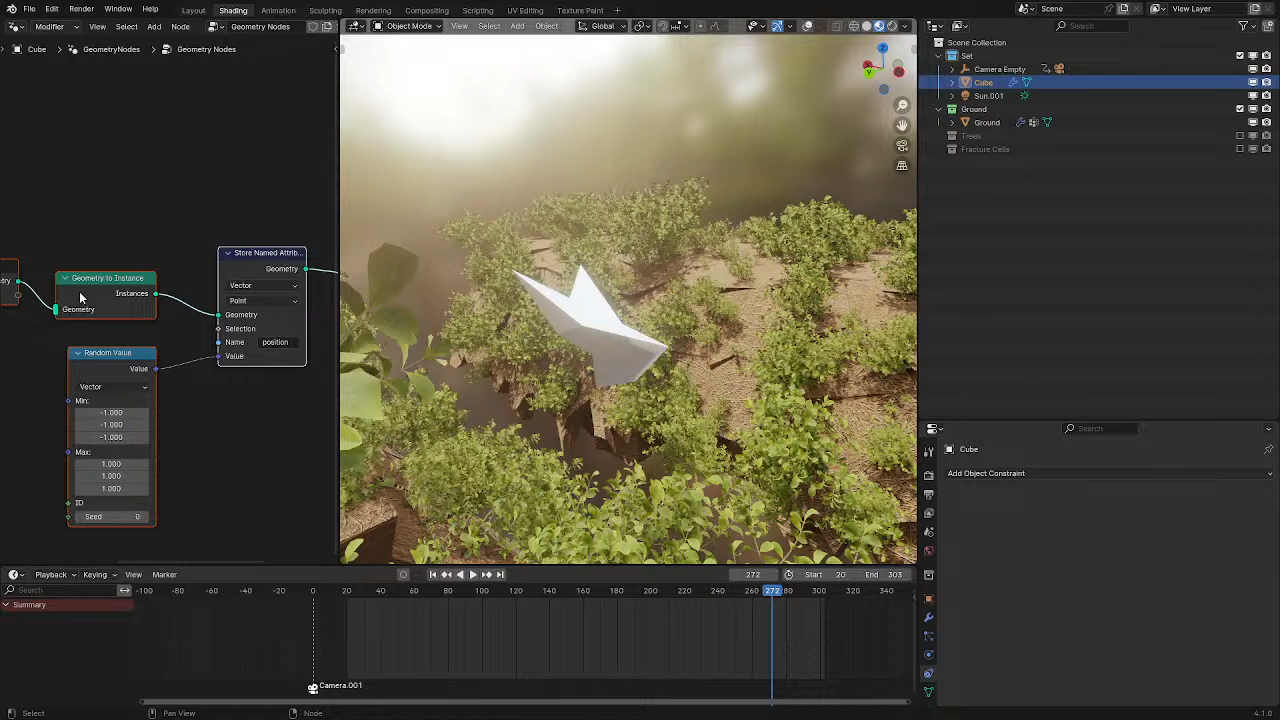 File Edit Render Window Help Layout Shading Animation Rendering Compositing Sculpting UV Editing Texture Paint + Scene View Layer
Modifier View Select Add Node Geometry Nodes
Object Mode View Select Add Object Global
Search
Cube > GeometryNodes > Geometry Nodes
Scene Collection
Set
Camera Empty
Cube
Sun.001
Ground
Ground
Trees
Fracture Cells
Z
Y
Store Named Attrib...
Geometry
Vector
Point
Geometry
Selection
Name position
Value
Geometry to Instance
Instances
Geometry
Random Value
Value
Vector
Min:
-1.000
-1.000
-1.000
Max:
1.000
1.000
1.000
ID
Seed 0
Search
Cube
Add Object Constraint
Playback Keying View Marker
272 Start 20 End 303
Search
Summary
-100 -80 -60 -40 -20 0 20 40 60 80 100 120 140 160 180 200 220 240 260 272 80 300 320 340
Camera.001
Select Pan View Node 4.1.0